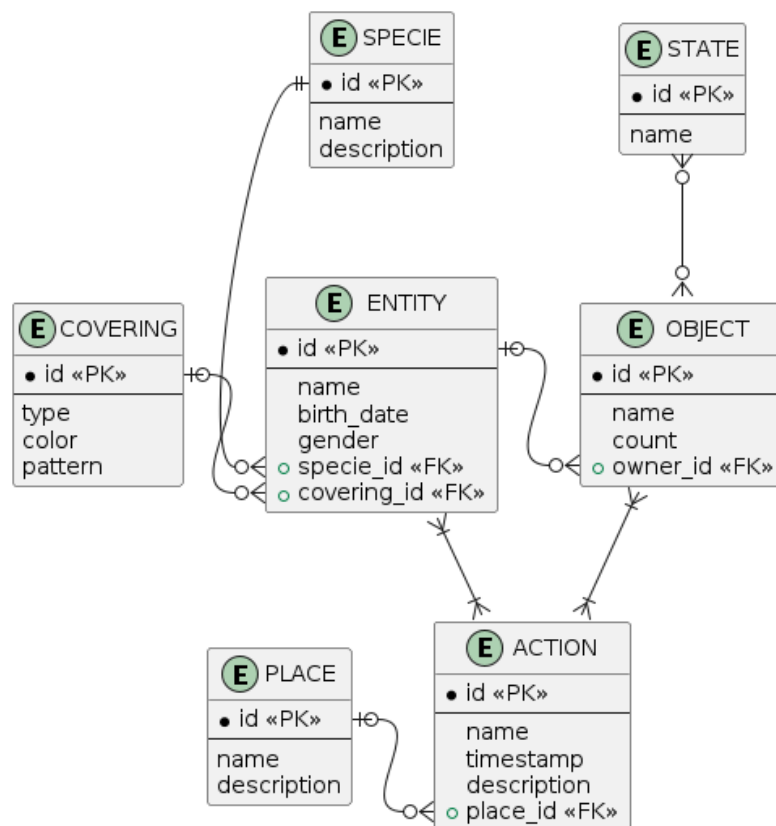 E SPECIE
id «PK»
name
description
E STATE
id «PK»
name
E COVERING
id «PK»
type
color
pattern
E ENTITY
id «PK»
name
birth_date
gender
specie_id «FK»
covering_id «FK»
E OBJECT
id «PK»
name
count
owner_id «FK»
E PLACE
id «PK»
name
description
E ACTION
id «PK»
name
timestamp
description
place_id «FK»